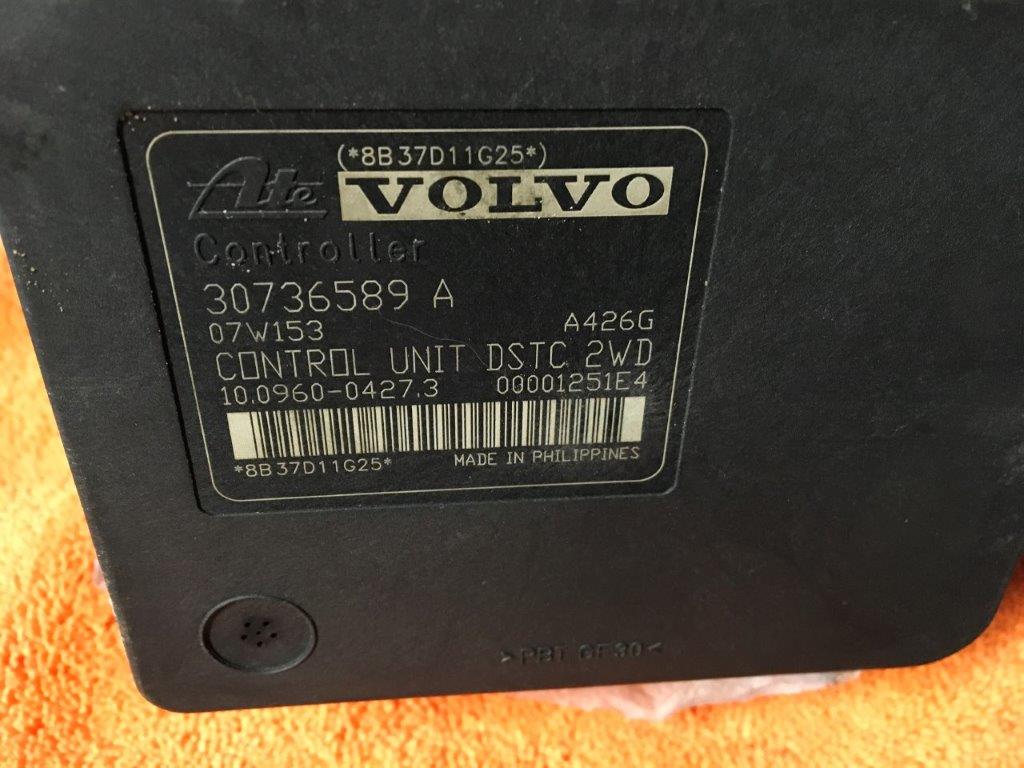 (*8B37D11G25*)
Ate VOLVO
Controller
30736589 A
07W153 A426G
CONTROL UNIT DSTC 2WD
10.0960-0427.3 00001251E4
*8B37D11G25* MADE IN PHILIPPINES
>PBT GF30<